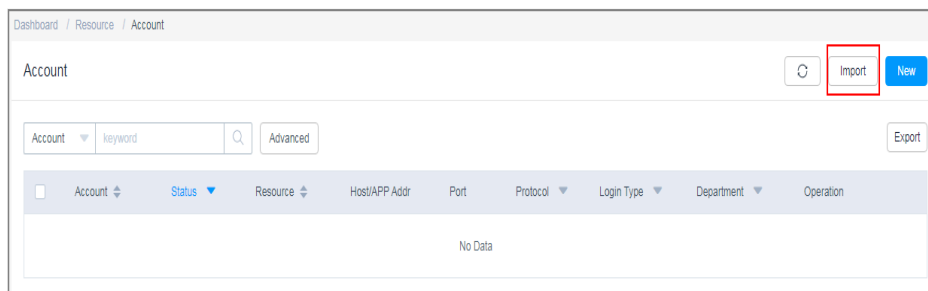 Dashboard / Resource / Account
Account
Import
New
Account
keyword
Advanced
Export
Account Status Resource Host/APP Addr Port Protocol Login Type Department Operation
No Data